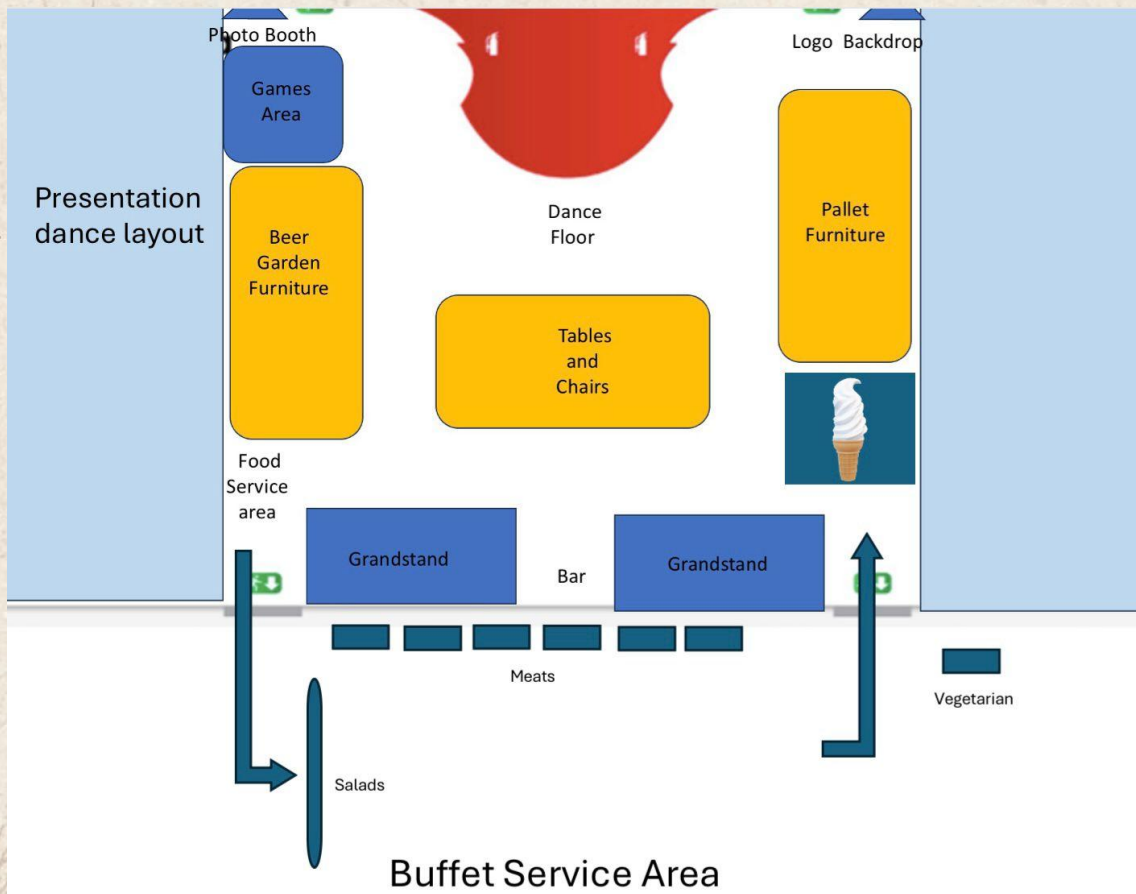 Photo Booth
Logo Backdrop
Games
Area
Presentation
dance layout
Beer
Garden
Furniture
Dance
Floor
Pallet
Furniture
Tables
and
Chairs
Food
Service
area
Grandstand
Bar
Grandstand
Meats
Vegetarian
Salads
Buffet Service Area